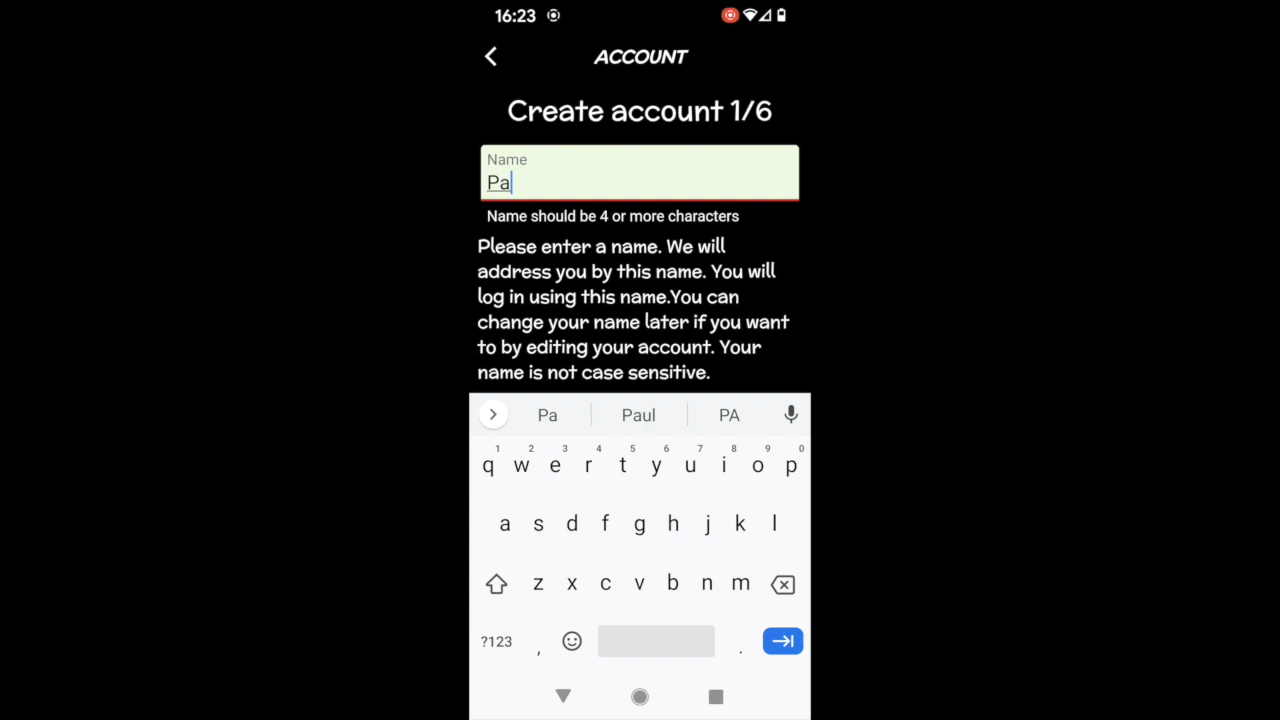 16:23
ACCOUNT
Create account 1/6
Name
Pa
Name should be 4 or more characters
Please enter a name. We will
address you by this name. You will
log in using this name.You can
change your name later if you want
to by editing your account. Your
name is not case sensitive.
Pa Paul PA
1 2 3 4 5 6 7 8 9 0
q w e r t y u i o p
a s d f g h j k l
z x c v b n m
?123 , .